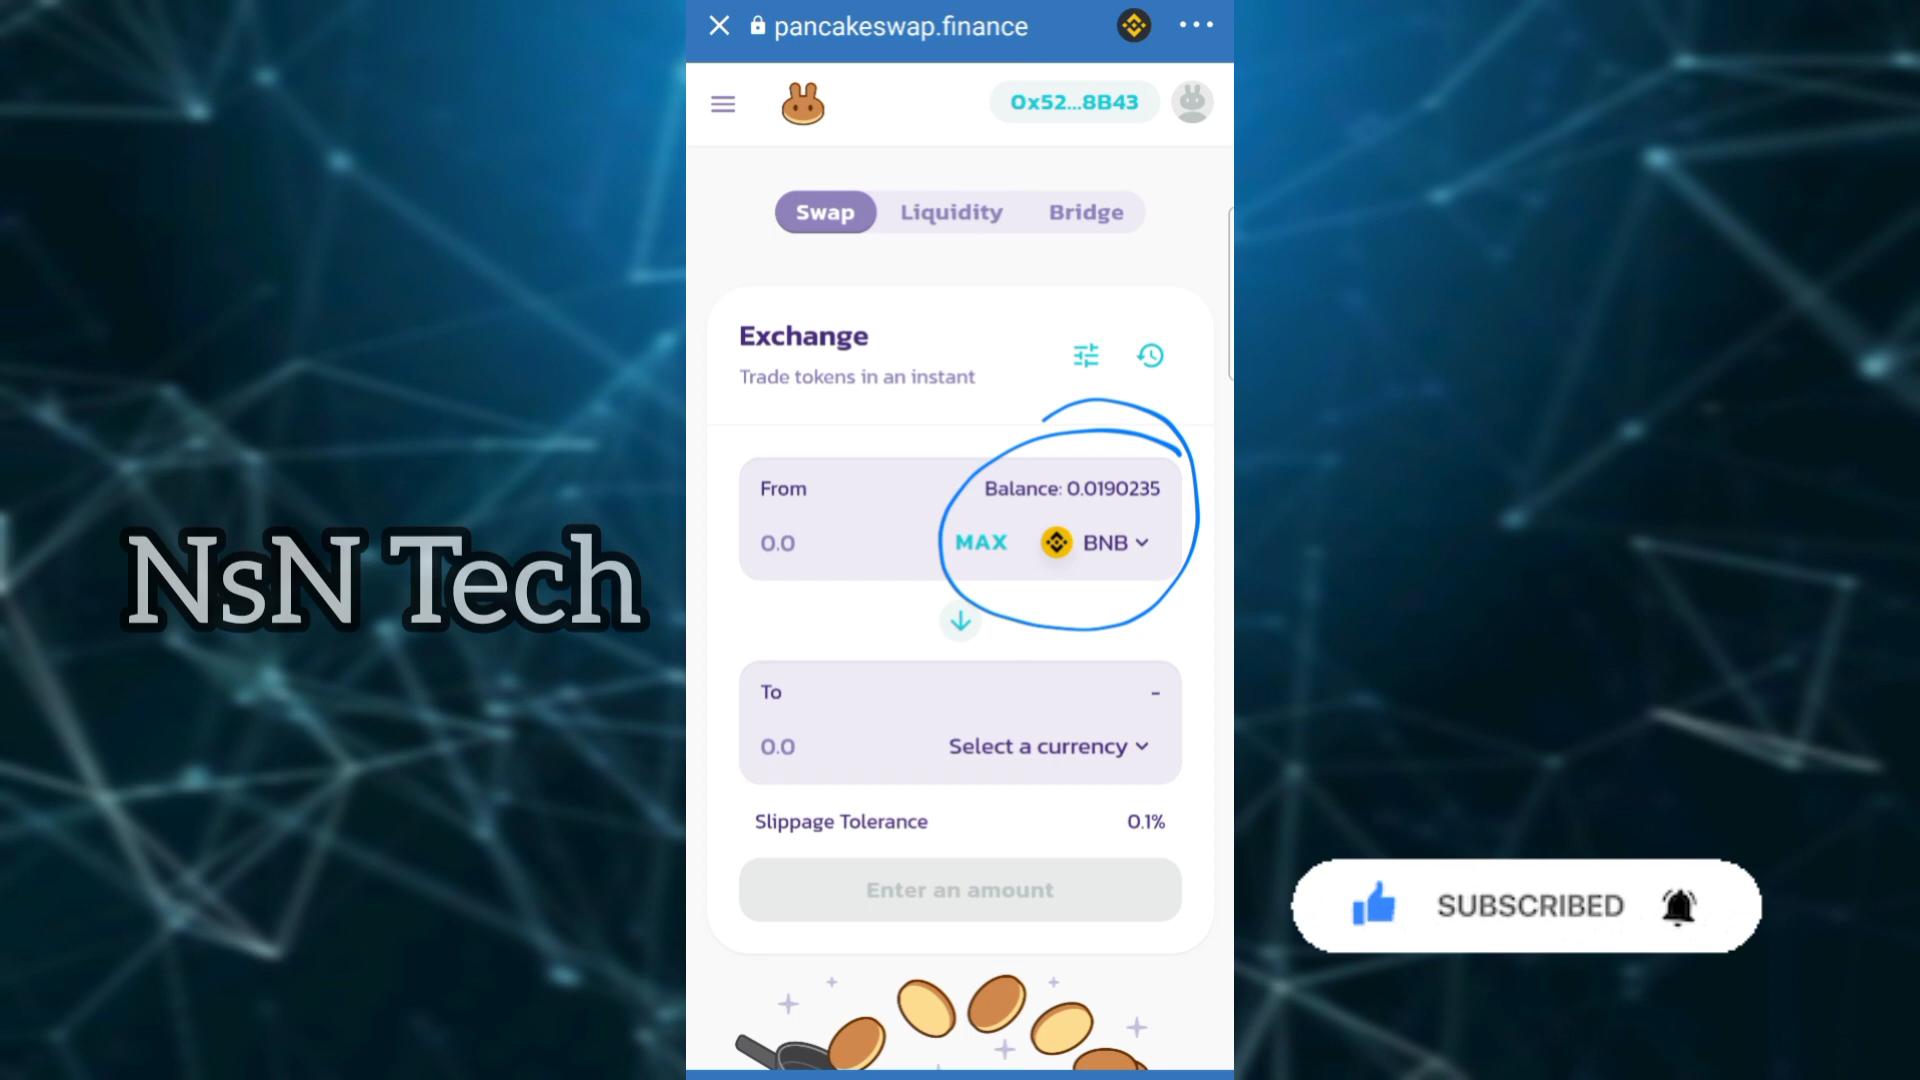 pancakeswap.finance
0x52...8B43
Swap Liquidity Bridge
Exchange
Trade tokens in an instant
From Balance: 0.0190235
0.0 MAX BNB
To -
0.0 Select a currency
Slippage Tolerance 0.1%
Enter an amount
NsN Tech
SUBSCRIBED